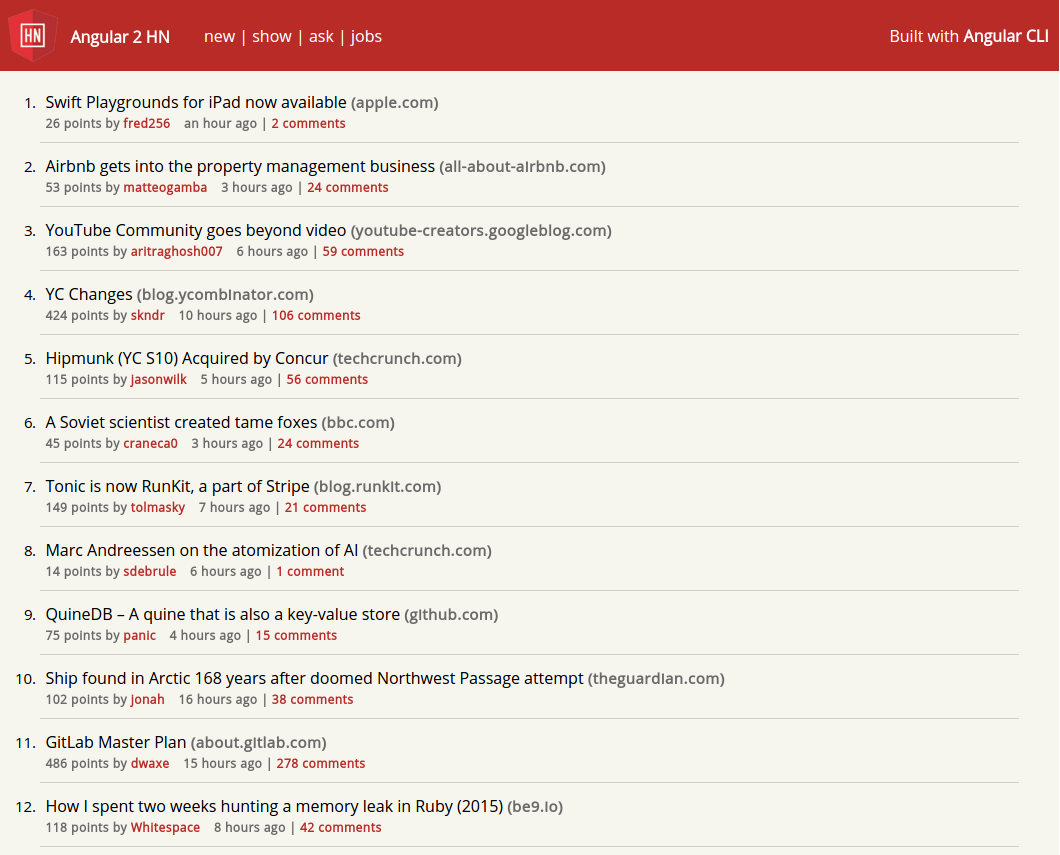 HN Angular 2 HN new | show | ask | jobs Built with Angular CLI
1. Swift Playgrounds for iPad now available (apple.com)
26 points by fred256 an hour ago | 2 comments
2. Airbnb gets into the property management business (all-about-airbnb.com)
53 points by matteogamba 3 hours ago | 24 comments
3. YouTube Community goes beyond video (youtube-creators.googleblog.com)
163 points by aritraghosh007 6 hours ago | 59 comments
4. YC Changes (blog.ycombinator.com)
424 points by skndr 10 hours ago | 106 comments
5. Hipmunk (YC S10) Acquired by Concur (techcrunch.com)
115 points by jasonwilk 5 hours ago | 56 comments
6. A Soviet scientist created tame foxes (bbc.com)
45 points by craneca0 3 hours ago | 24 comments
7. Tonic is now RunKit, a part of Stripe (blog.runkit.com)
149 points by tolmasky 7 hours ago | 21 comments
8. Marc Andreessen on the atomization of AI (techcrunch.com)
14 points by sdebrule 6 hours ago | 1 comment
9. QuineDB – A quine that is also a key-value store (github.com)
75 points by panic 4 hours ago | 15 comments
10. Ship found in Arctic 168 years after doomed Northwest Passage attempt (theguardian.com)
102 points by jonah 16 hours ago | 38 comments
11. GitLab Master Plan (about.gitlab.com)
486 points by dwaxe 15 hours ago | 278 comments
12. How I spent two weeks hunting a memory leak in Ruby (2015) (be9.io)
118 points by Whitespace 8 hours ago | 42 comments